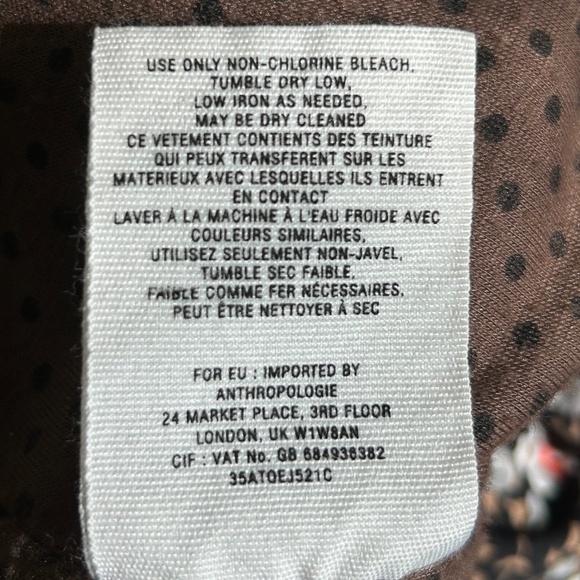 USE ONLY NON-CHLORINE BLEACH,
TUMBLE DRY LOW,
LOW IRON AS NEEDED,
MAY BE DRY CLEANED
CE VETEMENT CONTIENTS DES TEINTURE
QUI PEUX TRANSFERENT SUR LES
MATERIEUX AVEC LESQUELLES ILS ENTRENT
EN CONTACT
LAVER À LA MACHINE À L'EAU FROIDE AVEC
COULEURS SIMILAIRES,
UTILISEZ SEULEMENT NON-JAVEL,
TUMBLE SEC FAIBLE,
FAIBLE COMME FER NÉCESSAIRES,
PEUT ÊTRE NETTOYER À SEC
FOR EU : IMPORTED BY
ANTHROPOLOGIE
24 MARKET PLACE, 3RD FLOOR
LONDON, UK W1W8AN
CIF : VAT No. GB 684936382
35ATOEJ521C